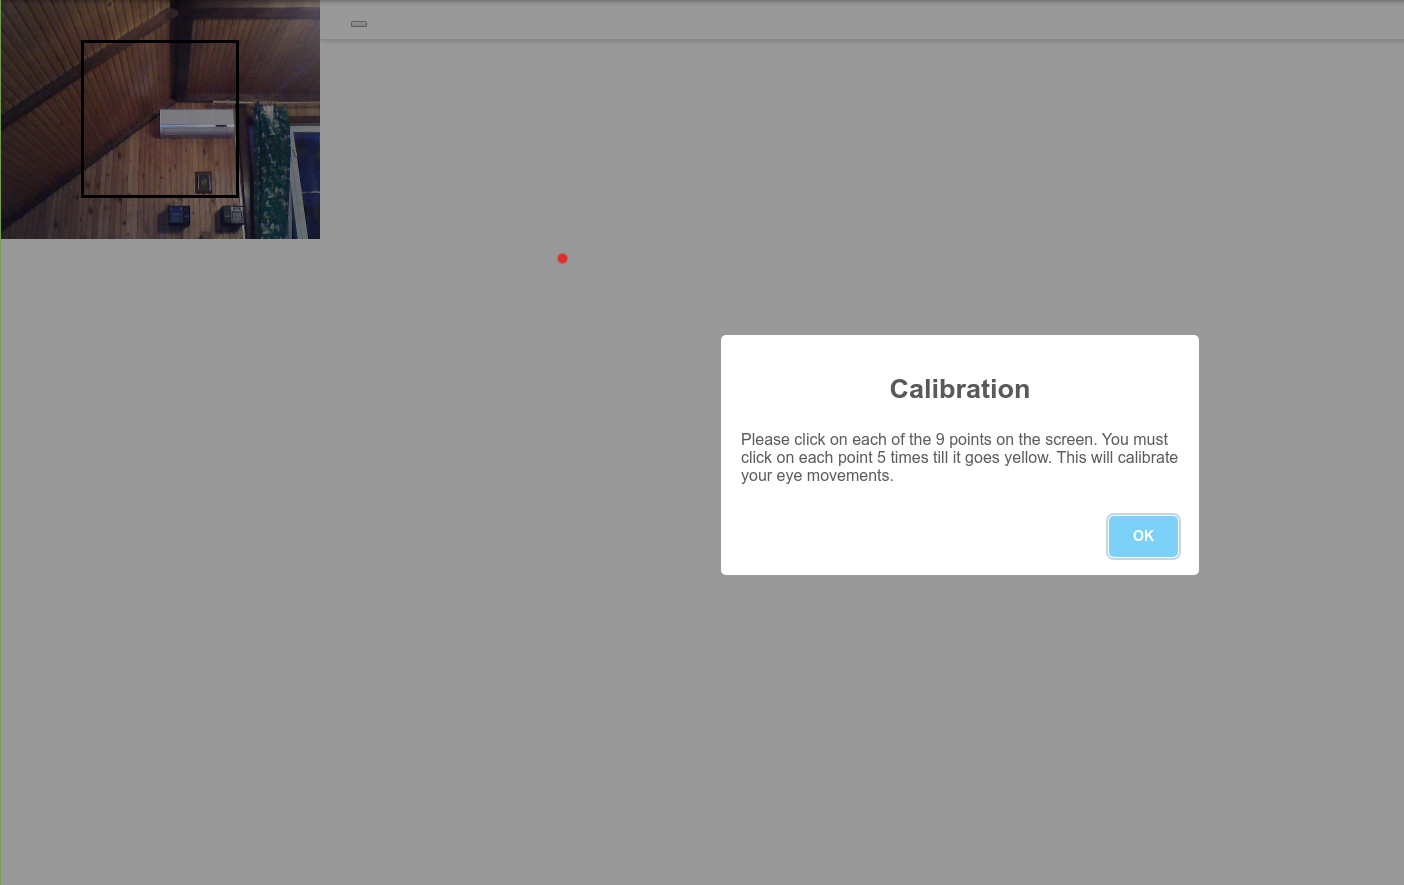 Calibration
Please click on each of the 9 points on the screen. You must
click on each point 5 times till it goes yellow. This will calibrate
your eye movements.
OK